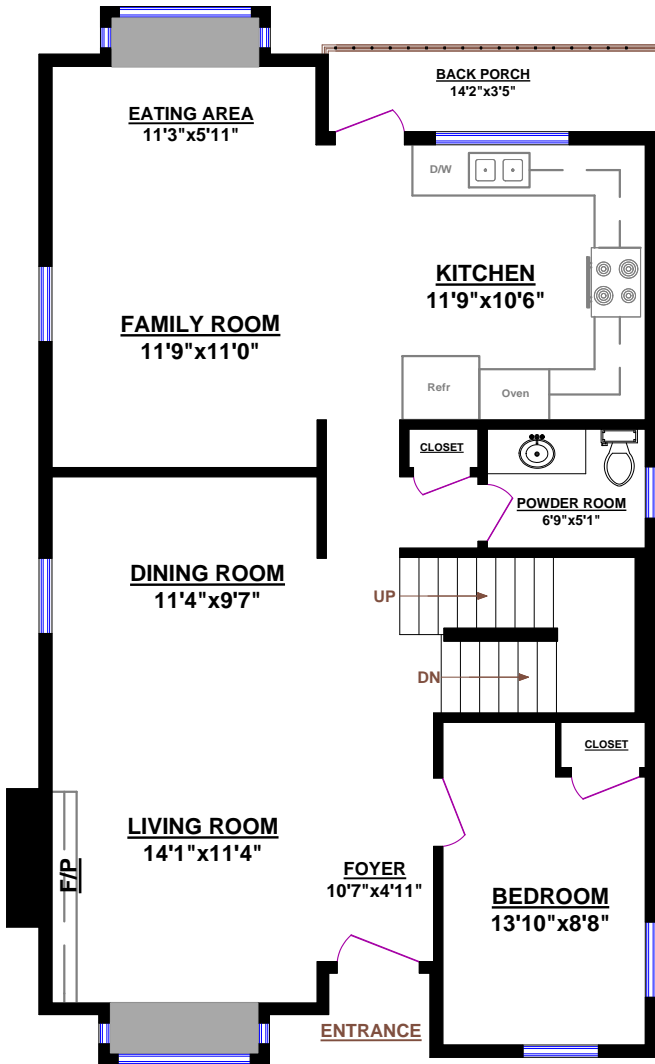 BACK PORCH
14'2"x3'5"
EATING AREA
11'3"x5'11"
D/W
KITCHEN
11'9"x10'6"
FAMILY ROOM
11'9"x11'0"
Refr
Oven
CLOSET
POWDER ROOM
6'9"x5'1"
DINING ROOM
11'4"x9'7"
UP
DN
CLOSET
LIVING ROOM
14'1"x11'4"
F/P
FOYER
10'7"x4'11"
BEDROOM
13'10"x8'8"
ENTRANCE